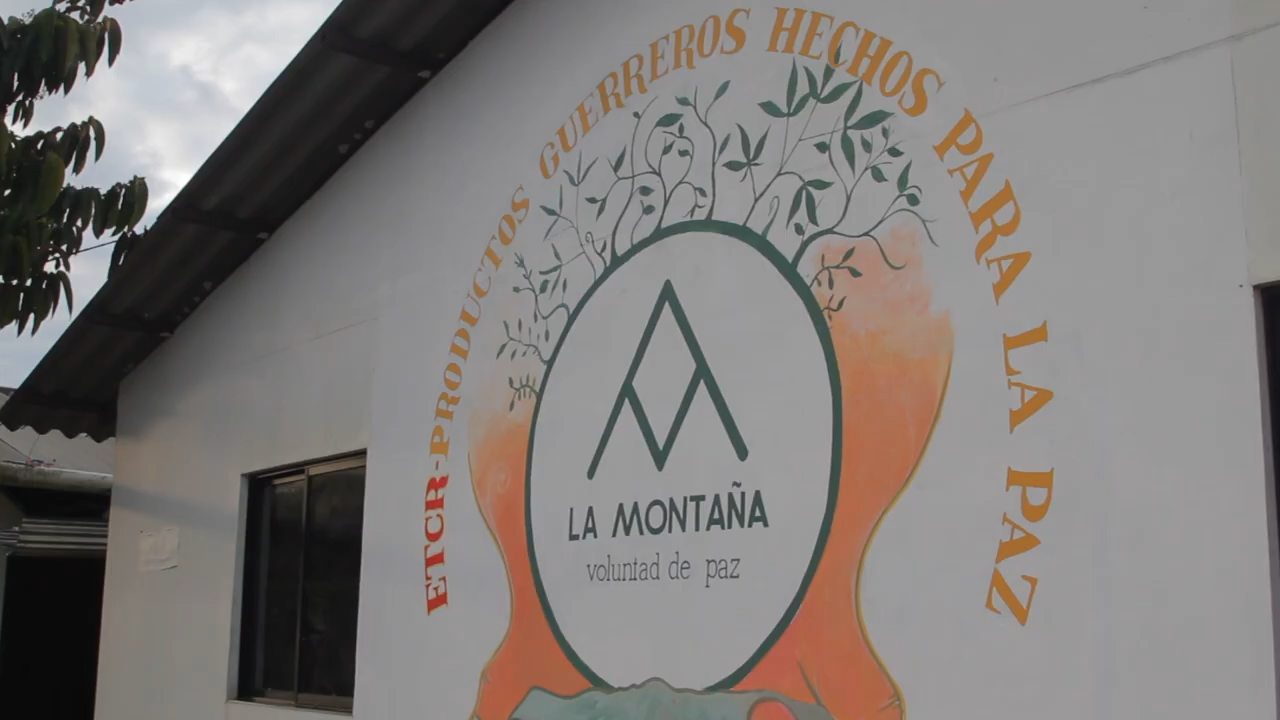 ETCR-PRODUCTOS GUERREROS HECHOS PARA LA PAZ
LA MONTAÑA
voluntad de paz